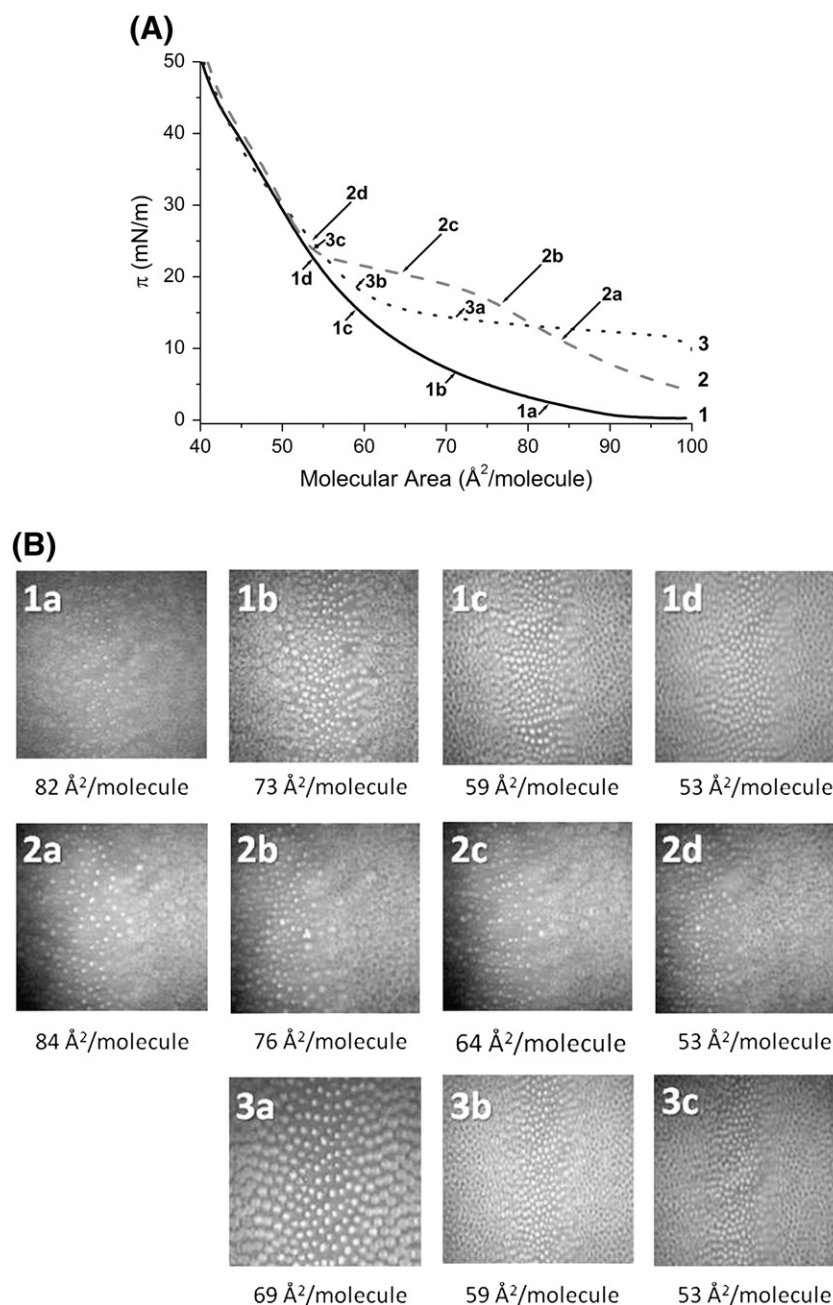 (A)
50
40
30
20
10
0
π (mN/m)
2d
3c
2c
1d
3b
2b
3a
2a
1c
3
1b
2
1a
1
40 50 60 70 80 90 100
Molecular Area (Å²/molecule)
(B)
1a 1b 1c 1d
82 Å²/molecule 73 Å²/molecule 59 Å²/molecule 53 Å²/molecule
2a 2b 2c 2d
84 Å²/molecule 76 Å²/molecule 64 Å²/molecule 53 Å²/molecule
3a 3b 3c
69 Å²/molecule 59 Å²/molecule 53 Å²/molecule